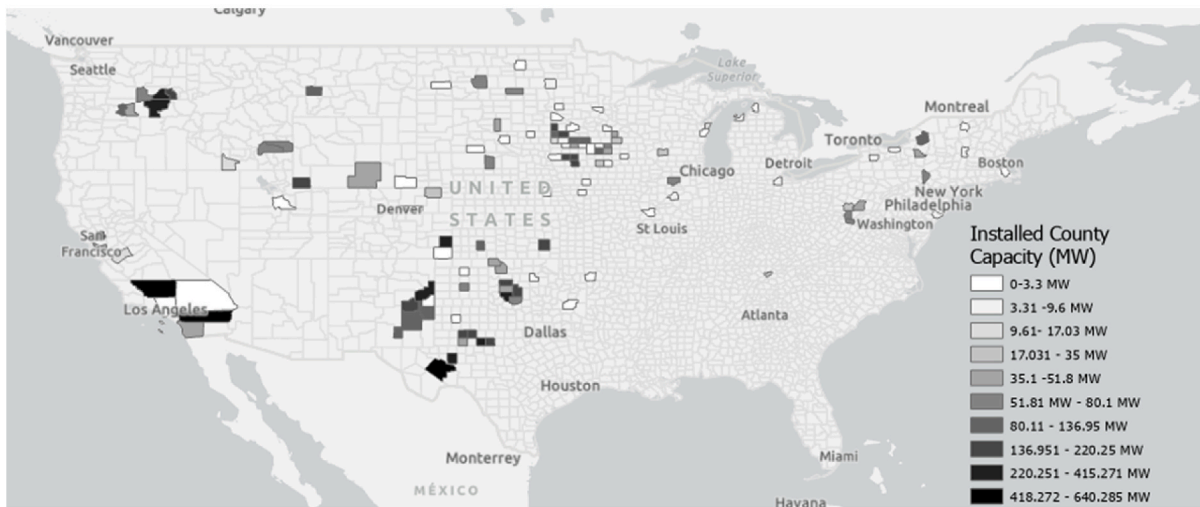 Calgary
Vancouver
Seattle
Lake
Superior
Montreal
Toronto
Boston
Chicago
Detroit
UNITED
STATES
New York
Philadelphia
Denver
Washington
St Louis
San
Francisco
Installed County
Capacity (MW)
0-3.3 MW
3.31 -9.6 MW
9.61- 17.03 MW
17.031 - 35 MW
35.1 -51.8 MW
51.81 MW - 80.1 MW
80.11 - 136.95 MW
136.951 - 220.25 MW
220.251 - 415.271 MW
418.272 - 640.285 MW
Los Angeles
Atlanta
Dallas
Houston
Monterrey
Miami
MÉXICO
Havana